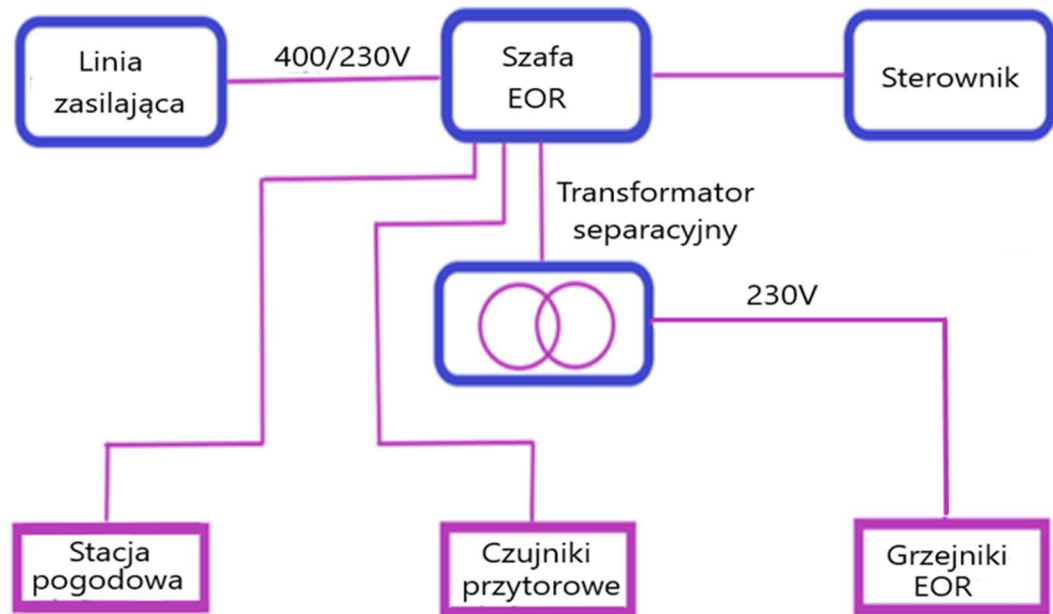 Linia
zasilająca
400/230V
Szafa
EOR
Sterownik
Transformator
separacyjny
230V
Stacja
pogodowa
Czujniki
przytorowe
Grzejniki
EOR